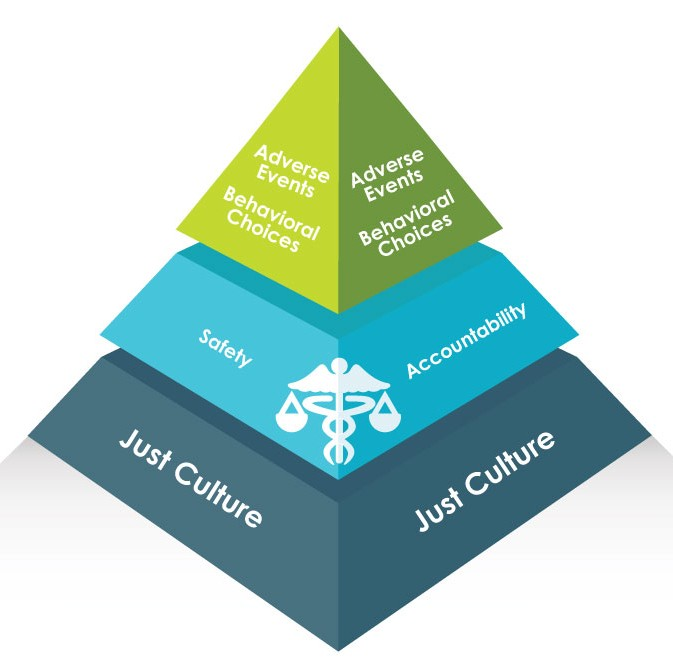 Adverse
Events
Behavioral
Choices
Adverse
Events
Behavioral
Choices
Safety
Accountability
Just Culture
Just Culture